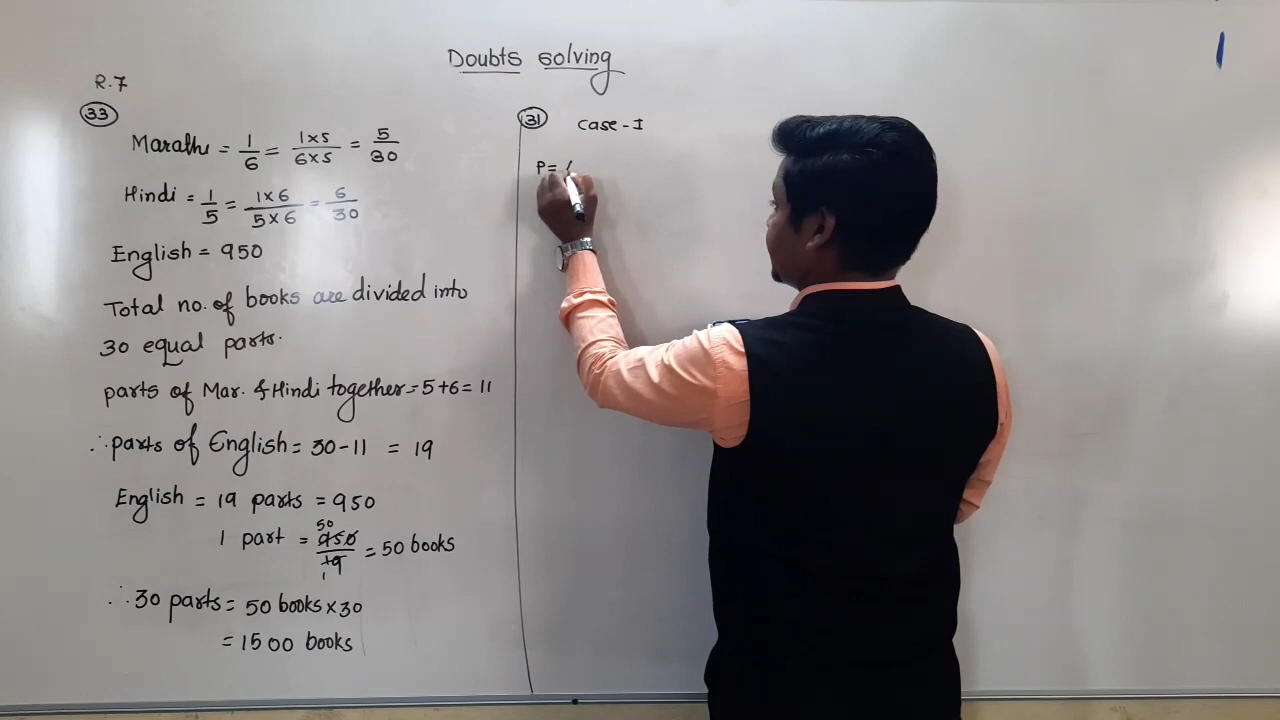 Doubts solving
R.7
33
Marathi = 1/6 = 1×5/6×5 = 5/30
Hindi = 1/5 = 1×6/5×6 = 6/30
English = 950
Total no. of books are divided into
30 equal parts.
parts of Mar. & Hindi together = 5+6 = 11
∴ parts of English = 30-11 = 19
English = 19 parts = 950
50
1 part = 950/19 = 50 books
1
∴ 30 parts = 50 books × 30
= 1500 books
31 Case-I
P =